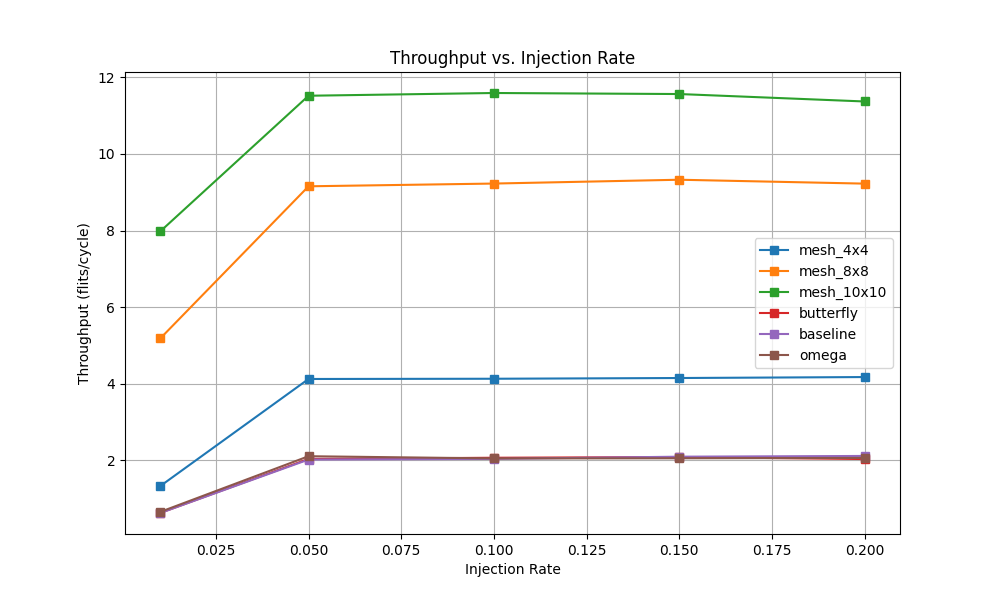 Throughput vs. Injection Rate
Throughput (flits/cycle)
12
10
8
6
4
2
mesh_4x4
mesh_8x8
mesh_10x10
butterfly
baseline
omega
0.025 0.050 0.075 0.100 0.125 0.150 0.175 0.200
Injection Rate